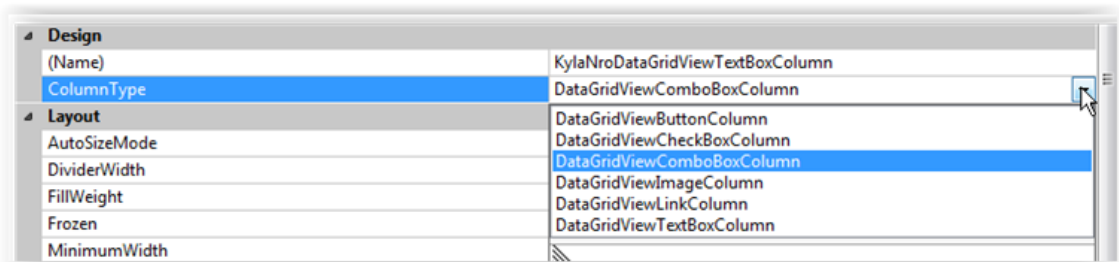 Design
(Name) KylaNroDataGridViewTextBoxColumn
ColumnType DataGridViewComboBoxColumn
Layout DataGridViewButtonColumn
AutoSizeMode DataGridViewCheckBoxColumn
DataGridViewComboBoxColumn
DividerWidth DataGridViewImageColumn
FillWeight DataGridViewLinkColumn
Frozen DataGridViewTextBoxColumn
MinimumWidth